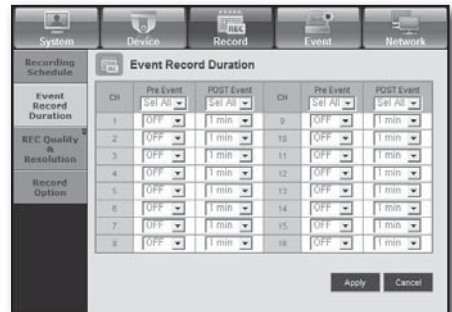 REC
System Device Record Event Network
Recording Schedule
Event Record Duration
REC Quality & Resolution
Record Option
Event Record Duration
CH Pre Event POST Event CH Pre Event POST Event
Sel All Sel All Sel All Sel All
1 OFF 1 min 9 OFF 1 min
2 OFF 1 min 10 OFF 1 min
3 OFF 1 min 11 OFF 1 min
4 OFF 1 min 12 OFF 1 min
5 OFF 1 min 13 OFF 1 min
6 OFF 1 min 14 OFF 1 min
7 OFF 1 min 15 OFF 1 min
8 OFF 1 min 16 OFF 1 min
Apply Cancel